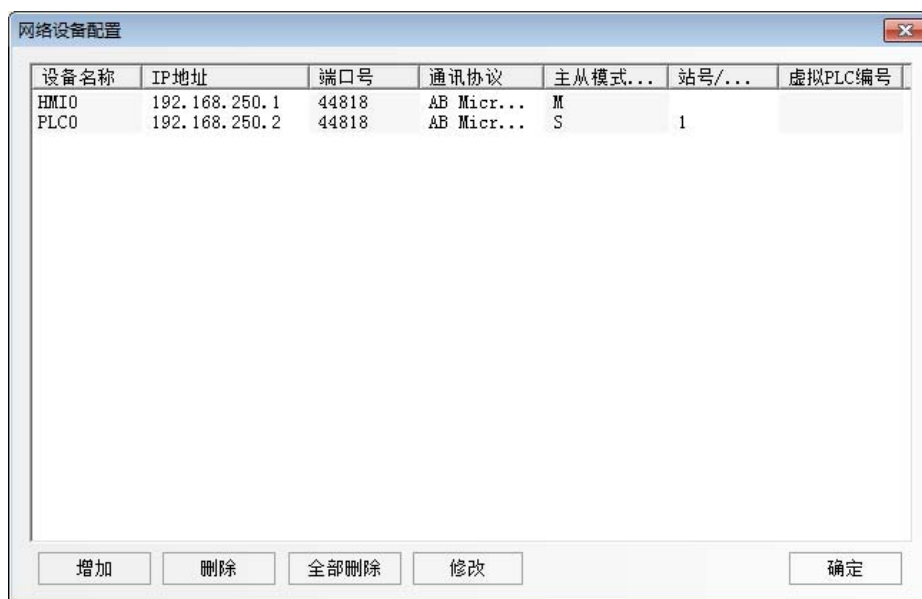 网络设备配置
设备名称 IP地址 端口号 通讯协议 主从模式... 站号/... 虚拟PLC编号
HMI0 192.168.250.1 44818 AB Micr... M
PLC0 192.168.250.2 44818 AB Micr... S 1
增加 删除 全部删除 修改 确定